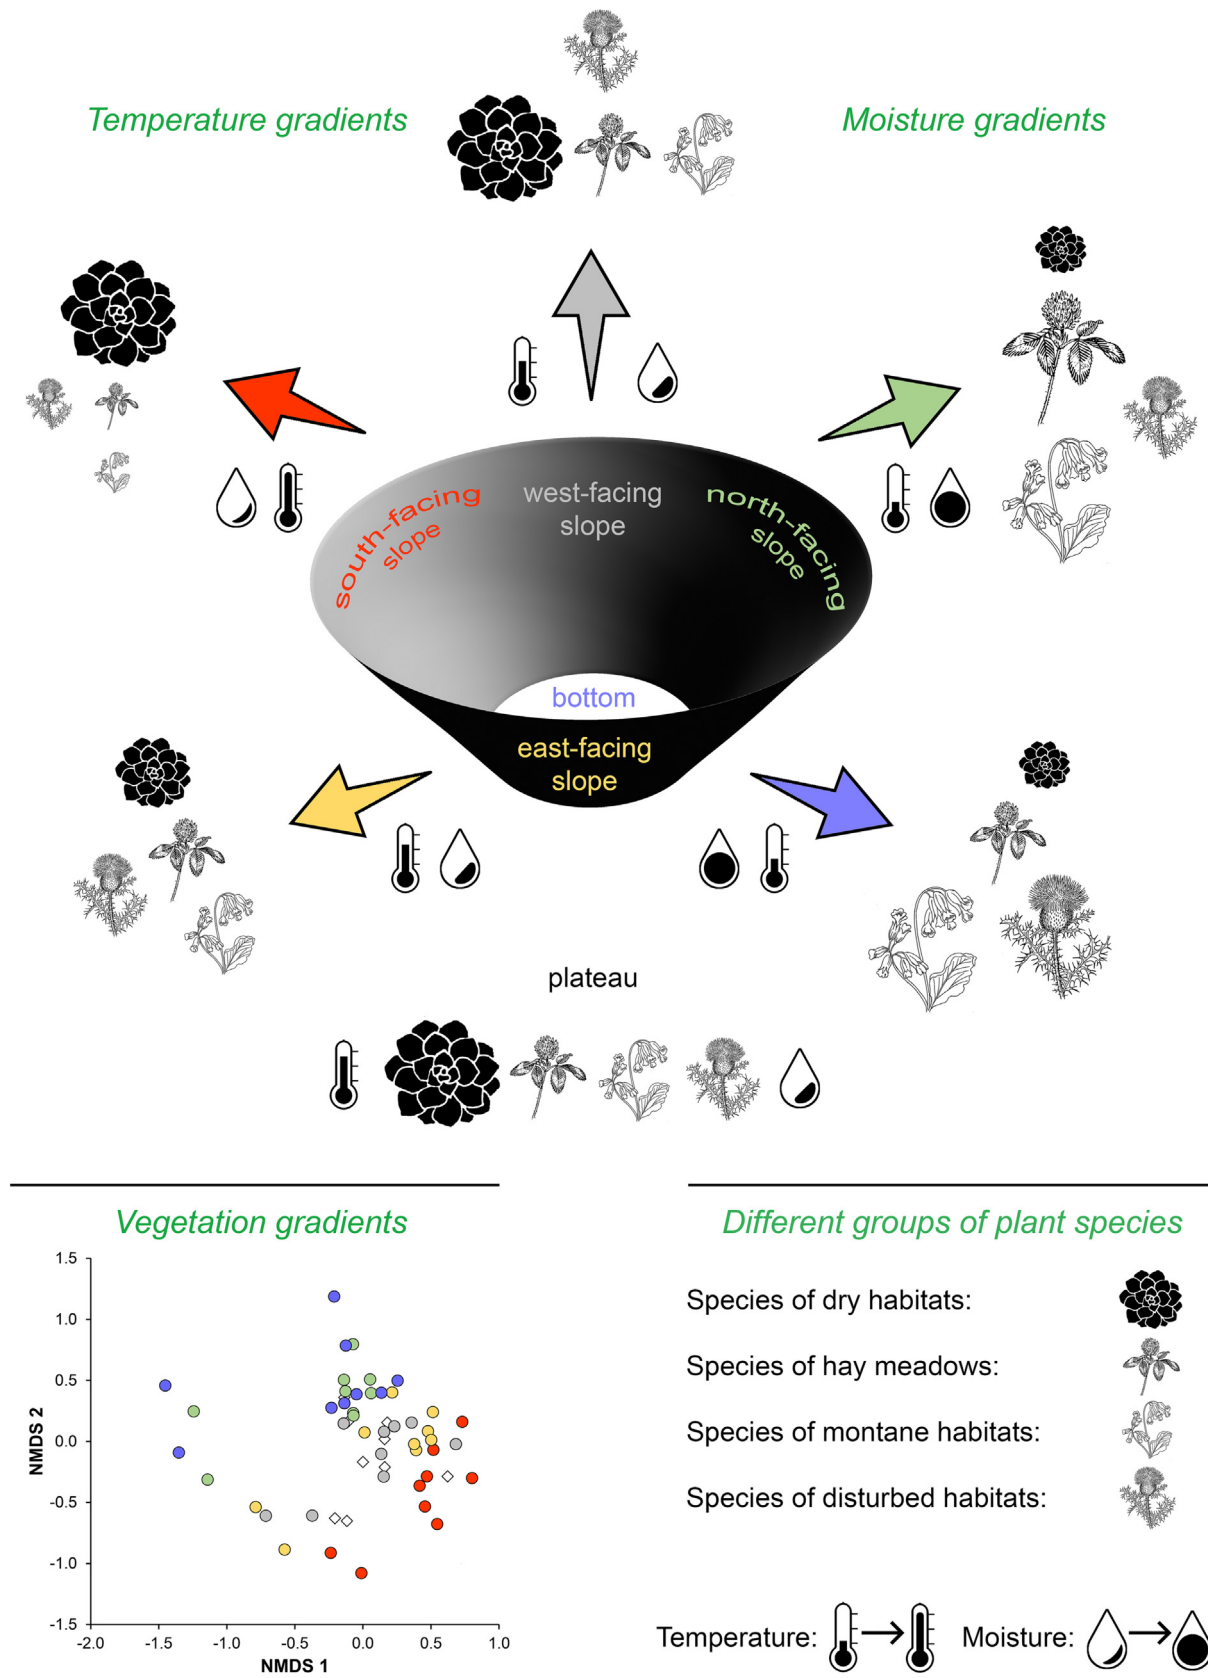 Temperature gradients
Moisture gradients
south-facing
slope
west-facing
slope
north-facing
slope
bottom
east-facing
slope
plateau
Vegetation gradients
1.5
1.0
0.5
0.0
-0.5
-1.0
-1.5
NMDS 2
-2.0 -1.5 -1.0 -0.5 0.0 0.5 1.0
NMDS 1
Different groups of plant species
Species of dry habitats:
Species of hay meadows:
Species of montane habitats:
Species of disturbed habitats:
Temperature: Moisture: